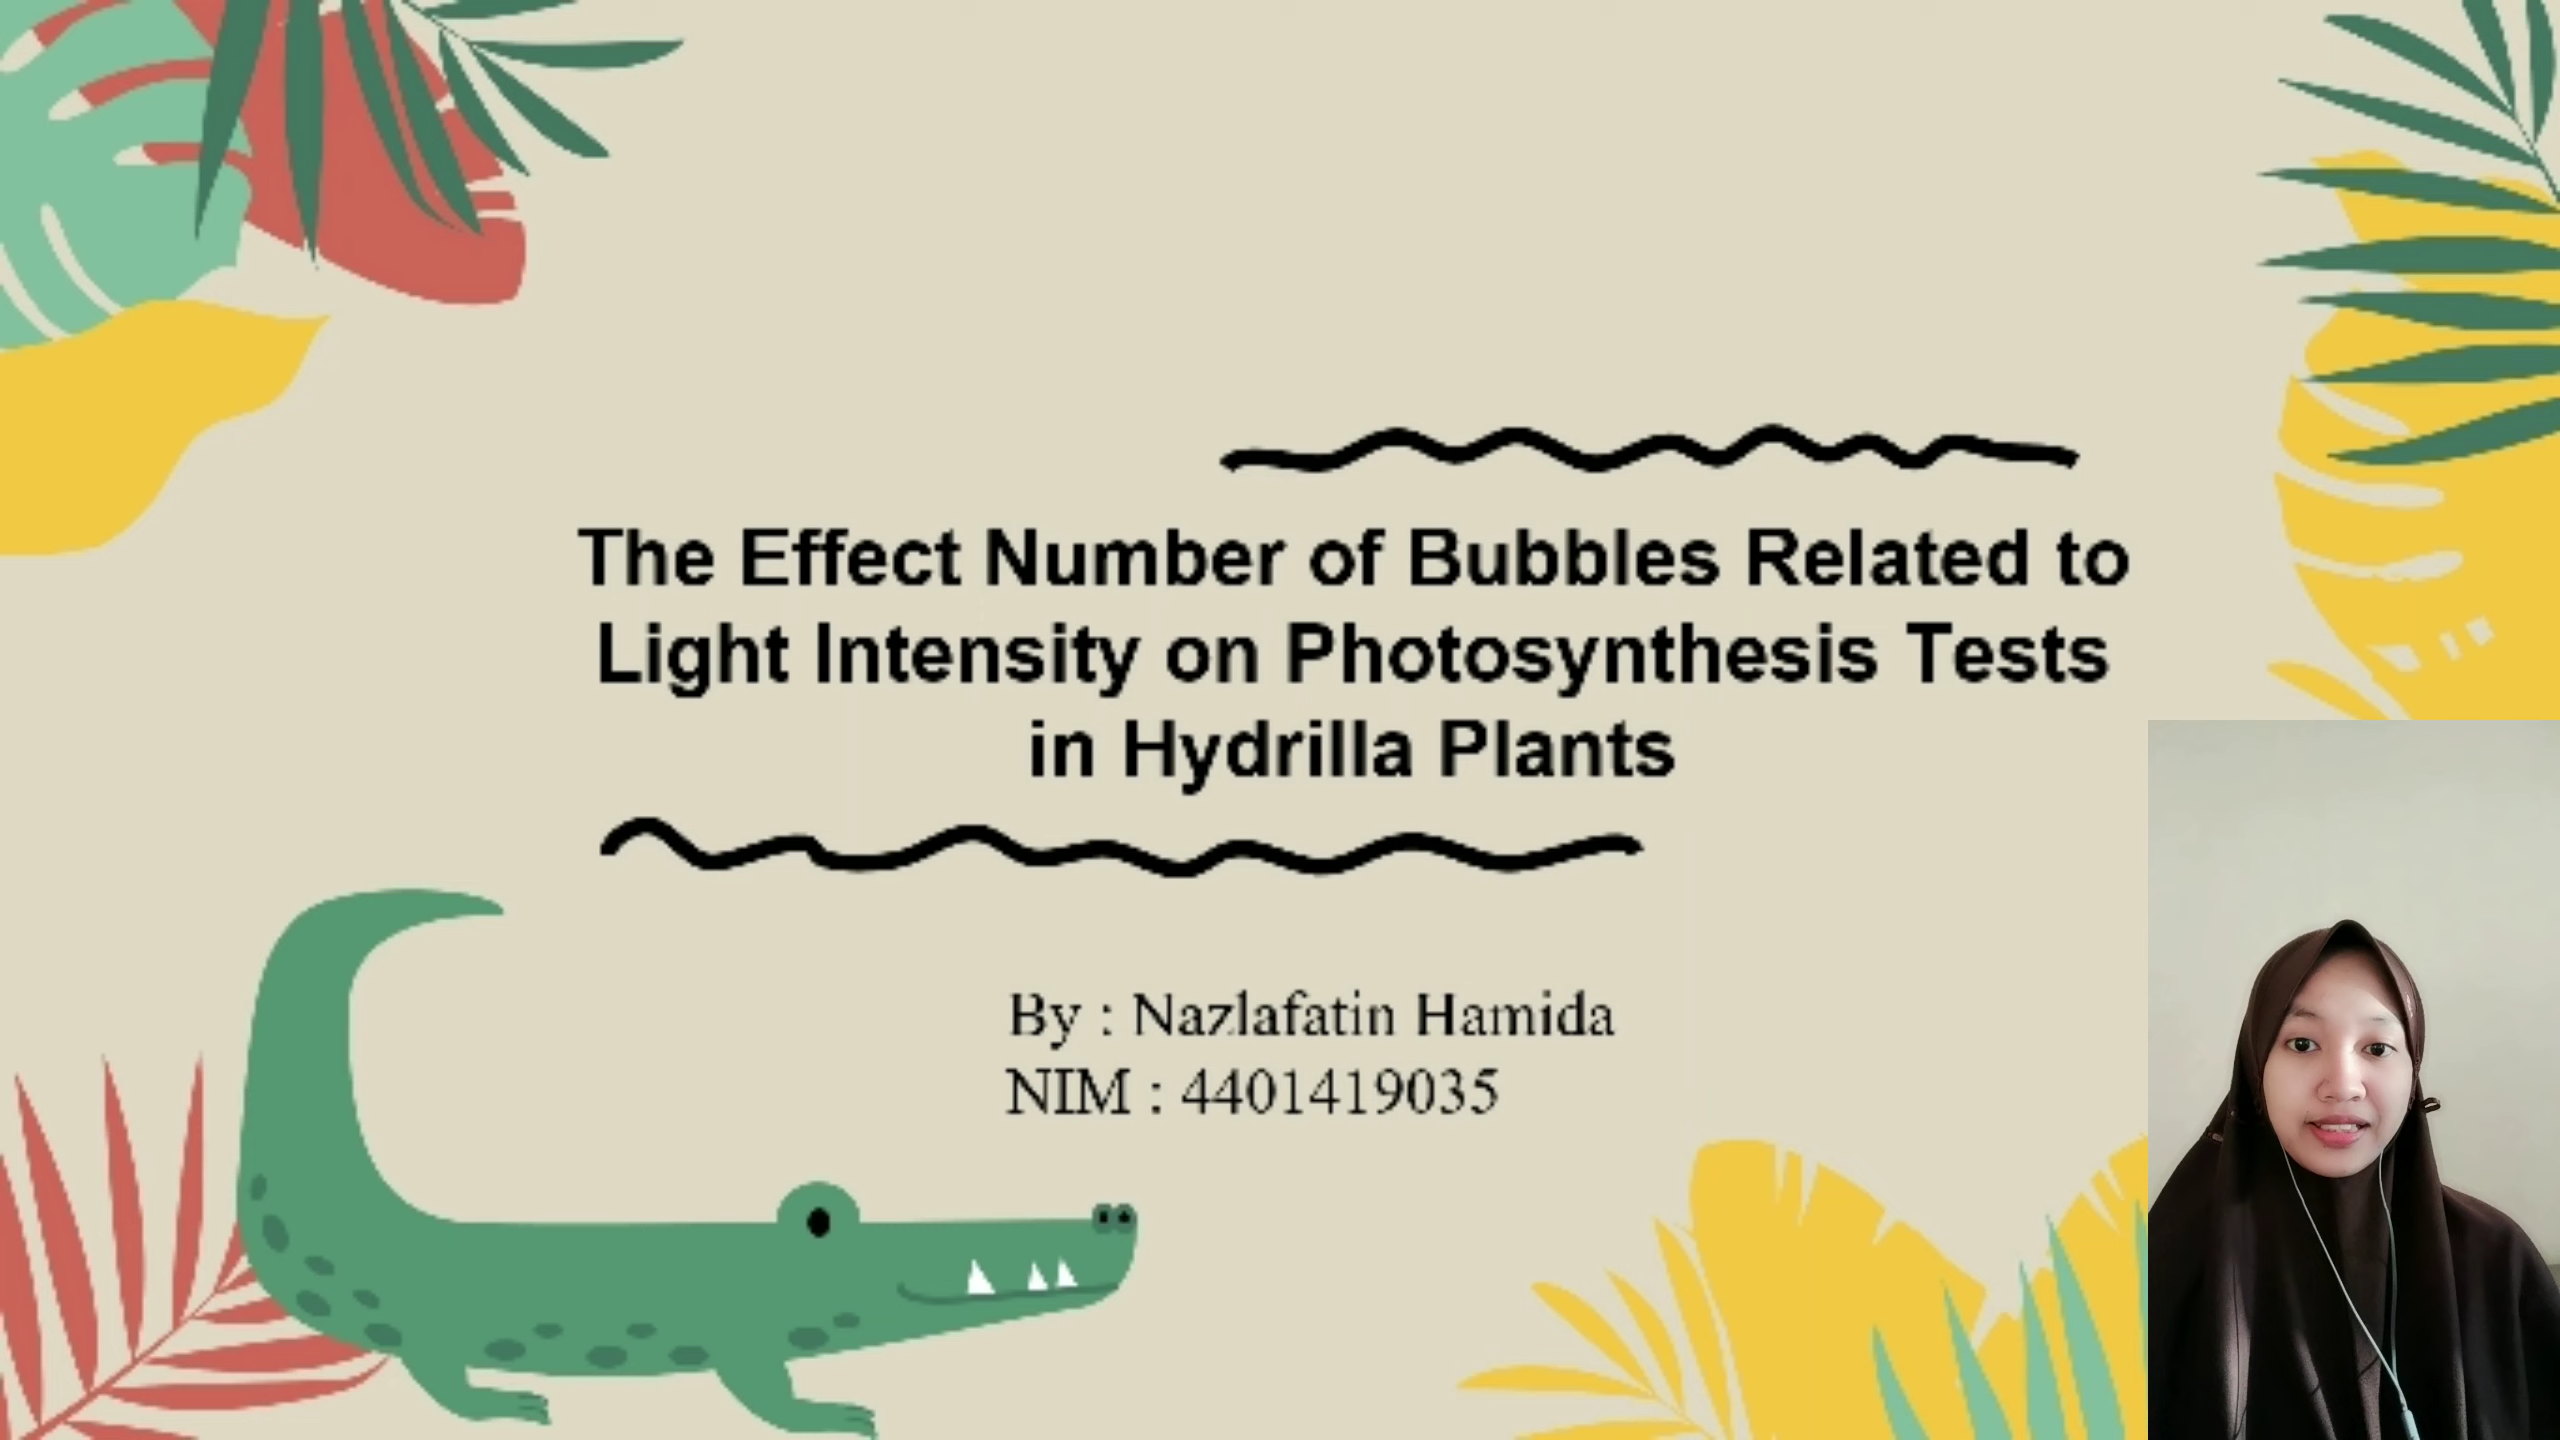 The Effect Number of Bubbles Related to
Light Intensity on Photosynthesis Tests
in Hydrilla Plants
By : Nazlafatin Hamida
NIM : 4401419035